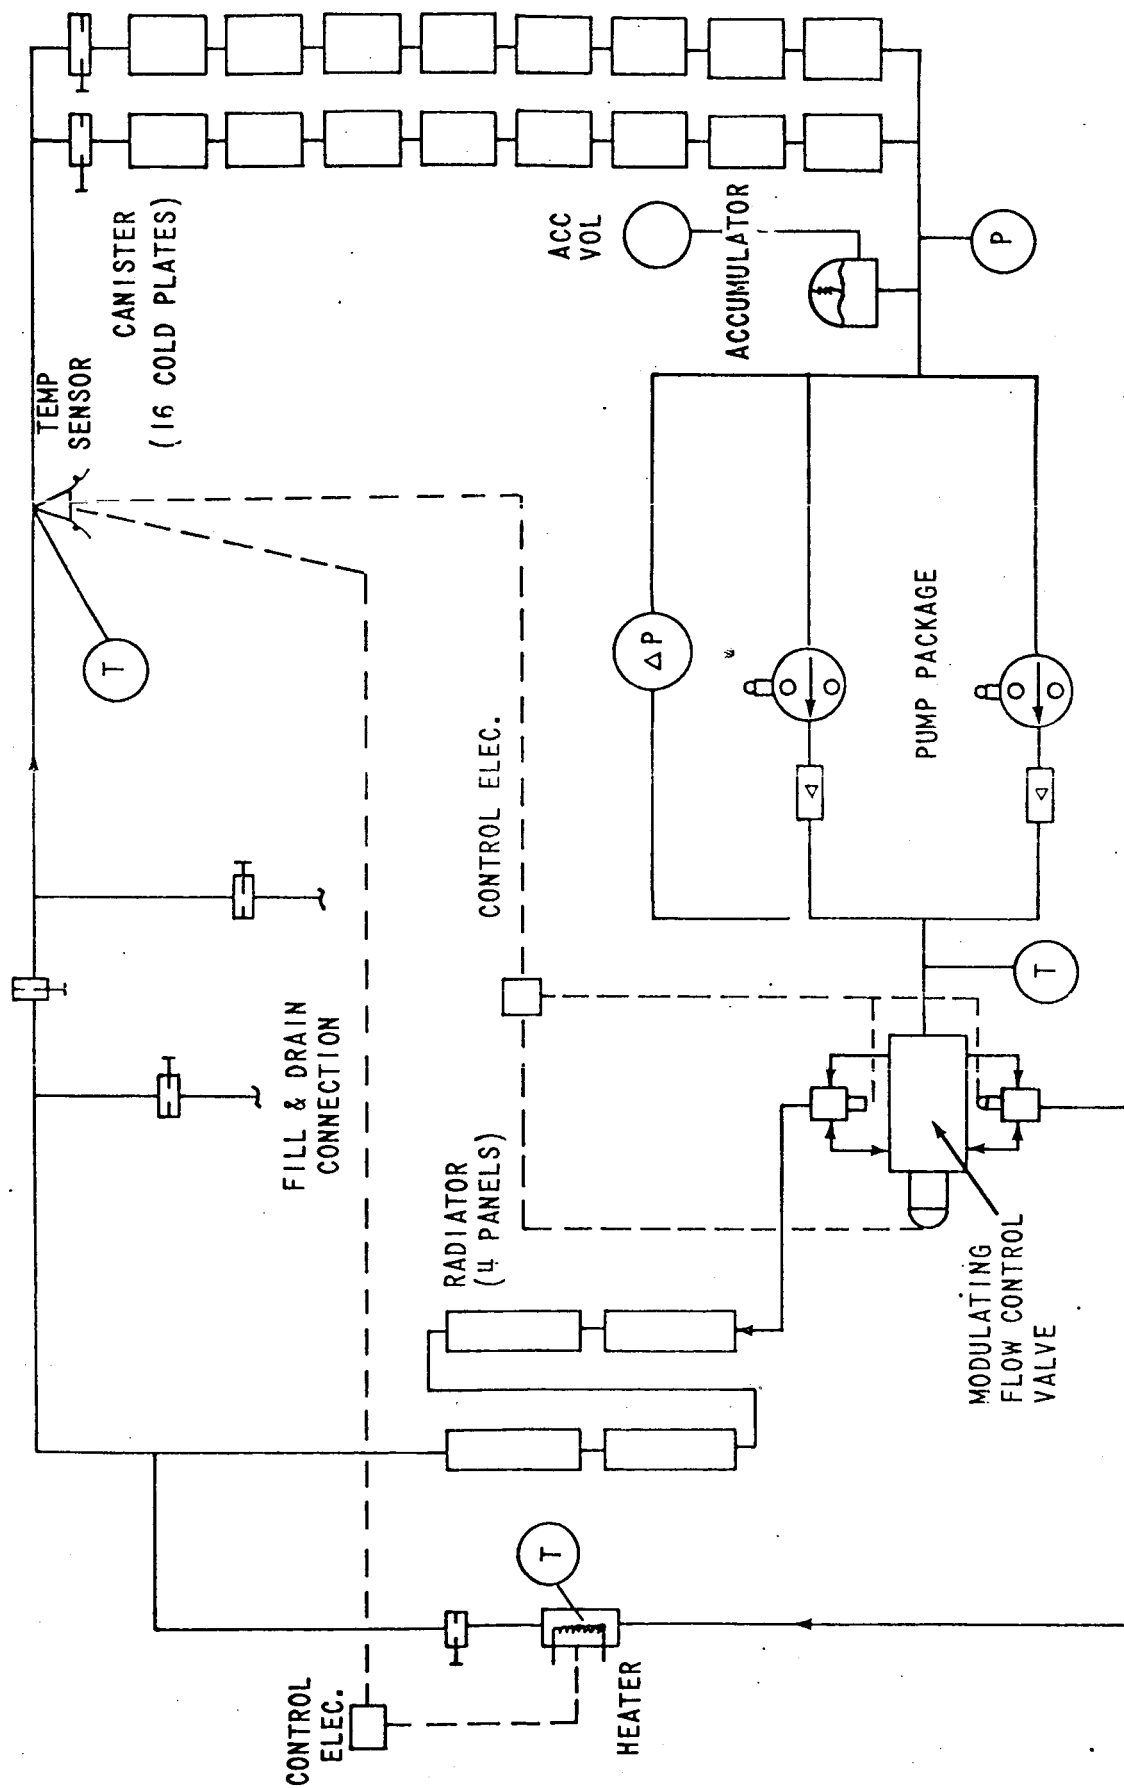 CANISTER
(16 COLD PLATES)
TEMP
SENSOR
T
ACC
VOL
ACCUMULATOR
P
ΔP
PUMP PACKAGE
Δ
Δ
CONTROL ELEC.
T
FILL & DRAIN
CONNECTION
RADIATOR
(4 PANELS)
MODULATING
FLOW CONTROL
VALVE
T
HEATER
CONTROL
ELEC.